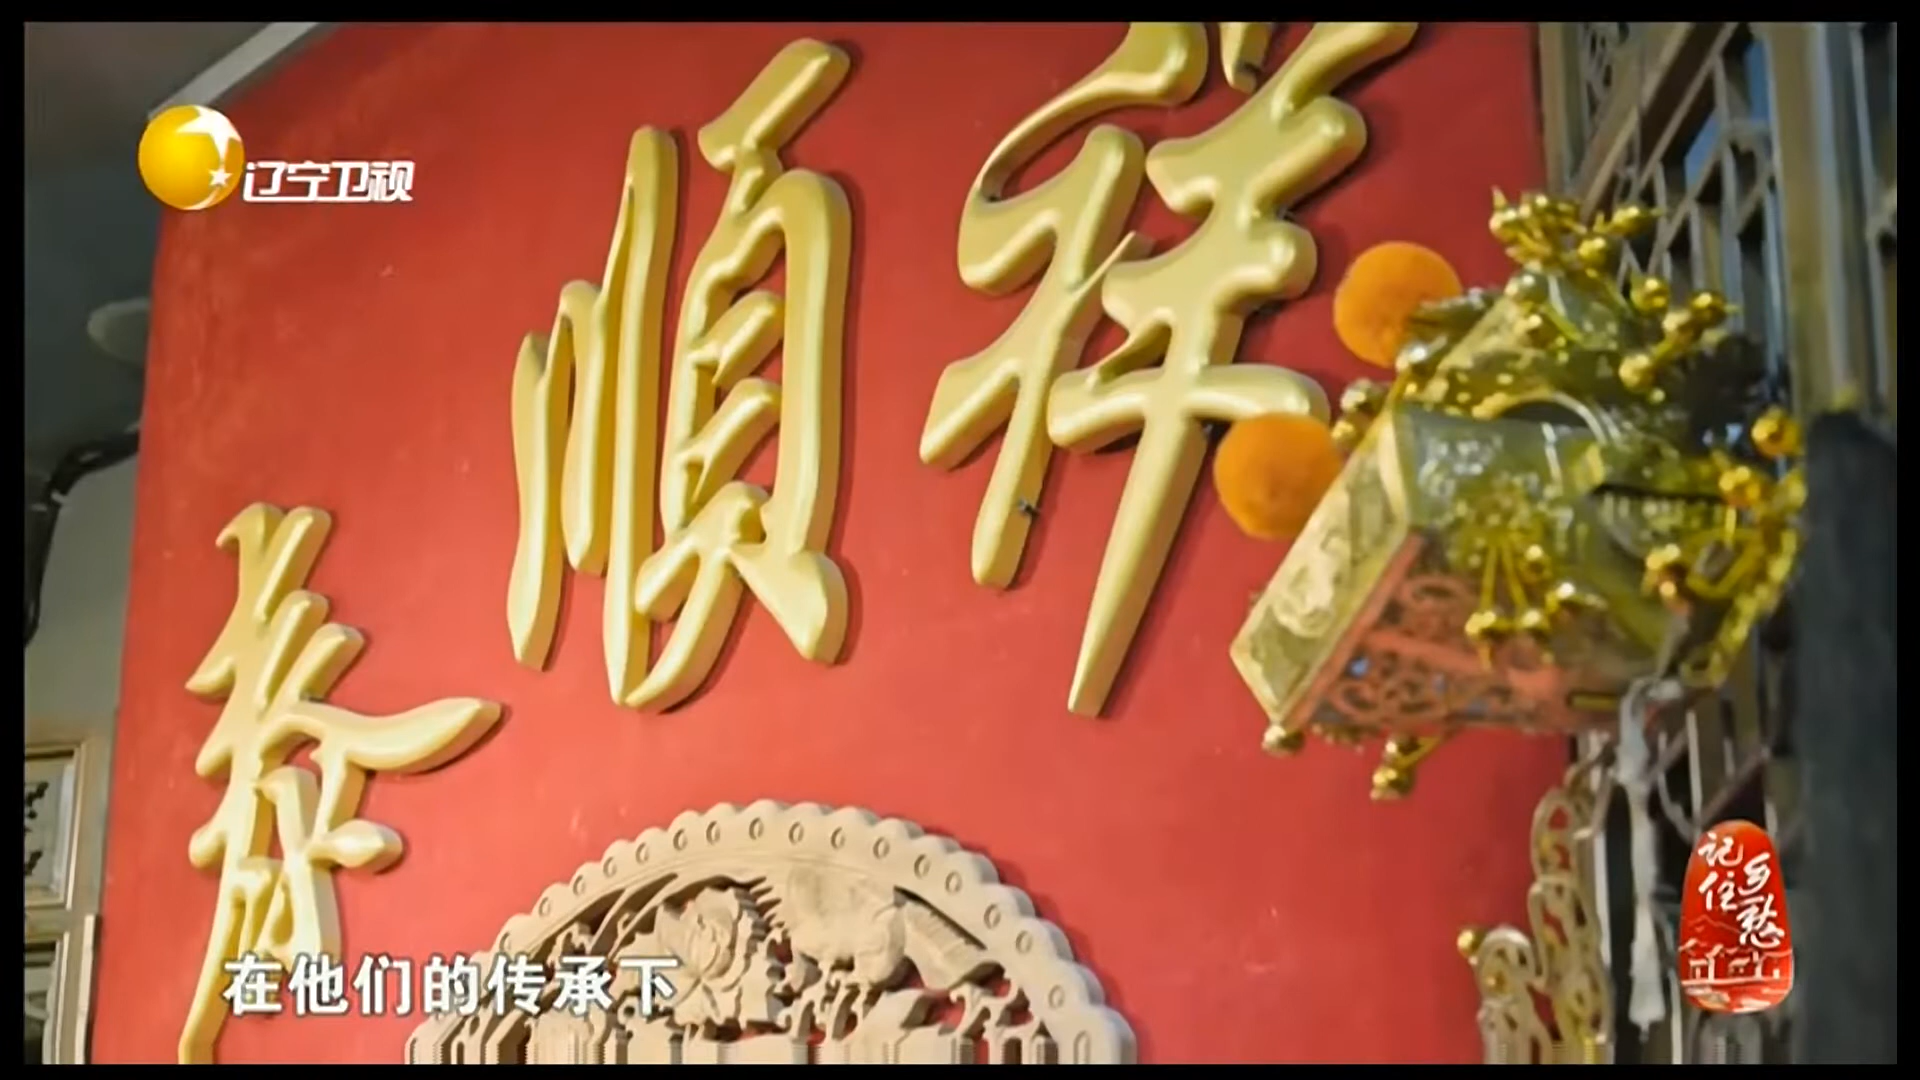 辽宁卫视
泰順祥
在他们的传承下
记住
乡愁